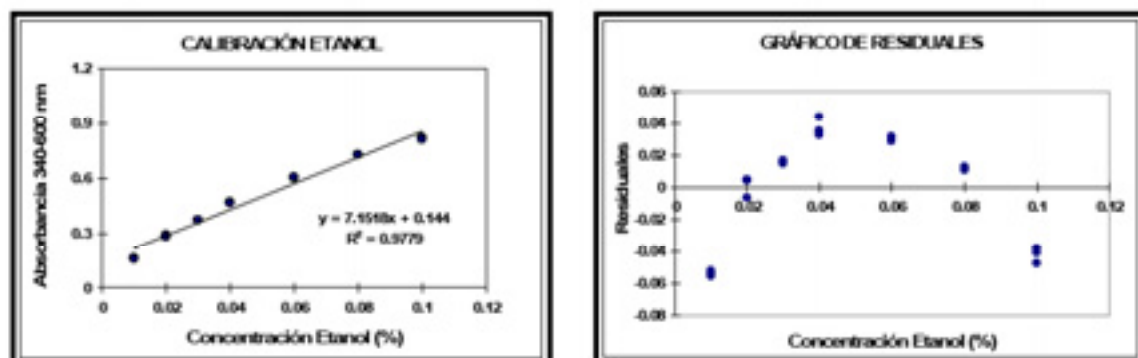 CALIBRACIÓN ETANOL
1.2
0.9
0.6
0.3
0
Absorbancia 340-600 nm
y = 7.1518x + 0.144
R² = 0.9779
0 0.02 0.04 0.06 0.08 0.1 0.12
Concentración Etanol (%)
GRÁFICO DE RESIDUALES
0.06
0.04
0.02
0
-0.02
-0.04
-0.06
-0.08
Residuales
0 0.02 0.04 0.06 0.08 0.1 0.12
Concentración Etanol (%)